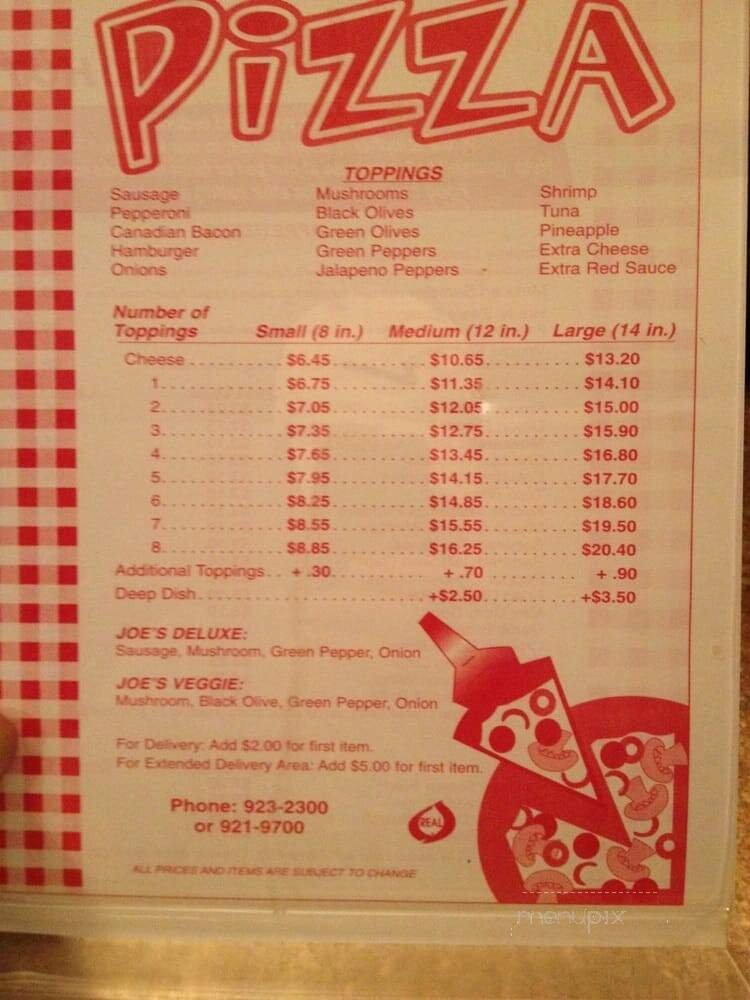 PiZZA
TOPPINGS
Sausage Mushrooms Shrimp
Pepperoni Black Olives Tuna
Canadian Bacon Green Olives Pineapple
Hamburger Green Peppers Extra Cheese
Onions Jalapeno Peppers Extra Red Sauce
Number of
Toppings Small (8 in.) Medium (12 in.) Large (14 in.)
Cheese $6.45 $10.65 $13.20
1 $6.75 $11.35 $14.10
2 $7.05 $12.05 $15.00
3 $7.35 $12.75 $15.90
4 $7.65 $13.45 $16.80
5 $7.95 $14.15 $17.70
6 $8.25 $14.85 $18.60
7 $8.55 $15.55 $19.50
8 $8.85 $16.25 $20.40
Additional Toppings + .30 + .70 + .90
Deep Dish +$2.50 +$3.50
JOE'S DELUXE:
Sausage, Mushroom, Green Pepper, Onion
JOE'S VEGGIE:
Mushroom, Black Olive, Green Pepper, Onion
For Delivery: Add $2.00 for first item.
For Extended Delivery Area: Add $5.00 for first item.
Phone: 923-2300
or 921-9700
REAL
ALL PRICES AND ITEMS ARE SUBJECT TO CHANGE
menupix